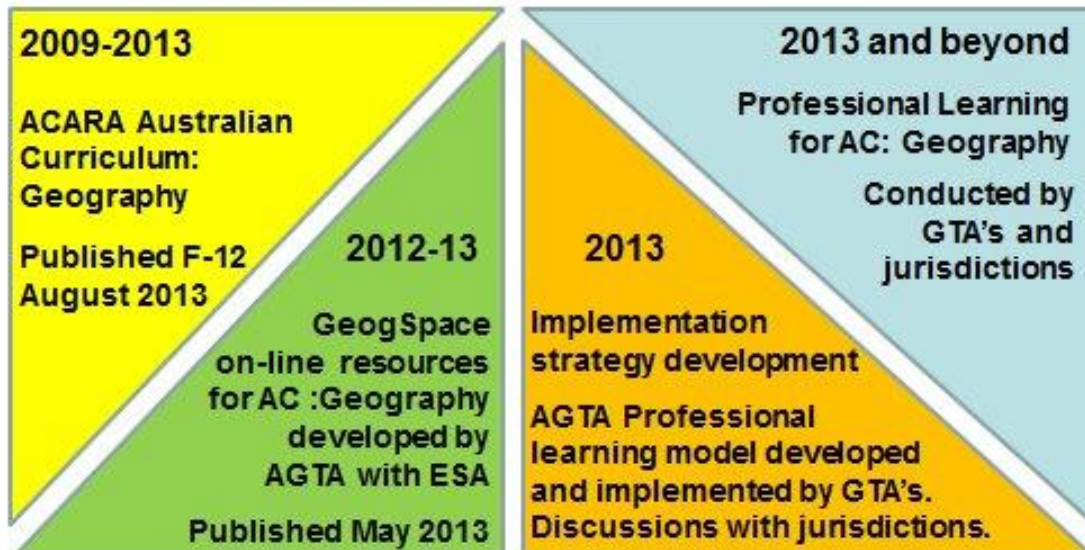 2009-2013
ACARA Australian
Curriculum:
Geography
Published F-12
August 2013
2012-13
GeogSpace
on-line resources
for AC :Geography
developed by
AGTA with ESA
Published May 2013
2013
Implementation
strategy development
AGTA Professional
learning model developed
and implemented by GTA's.
Discussions with jurisdictions.
2013 and beyond
Professional Learning
for AC: Geography
Conducted by
GTA's and
jurisdictions